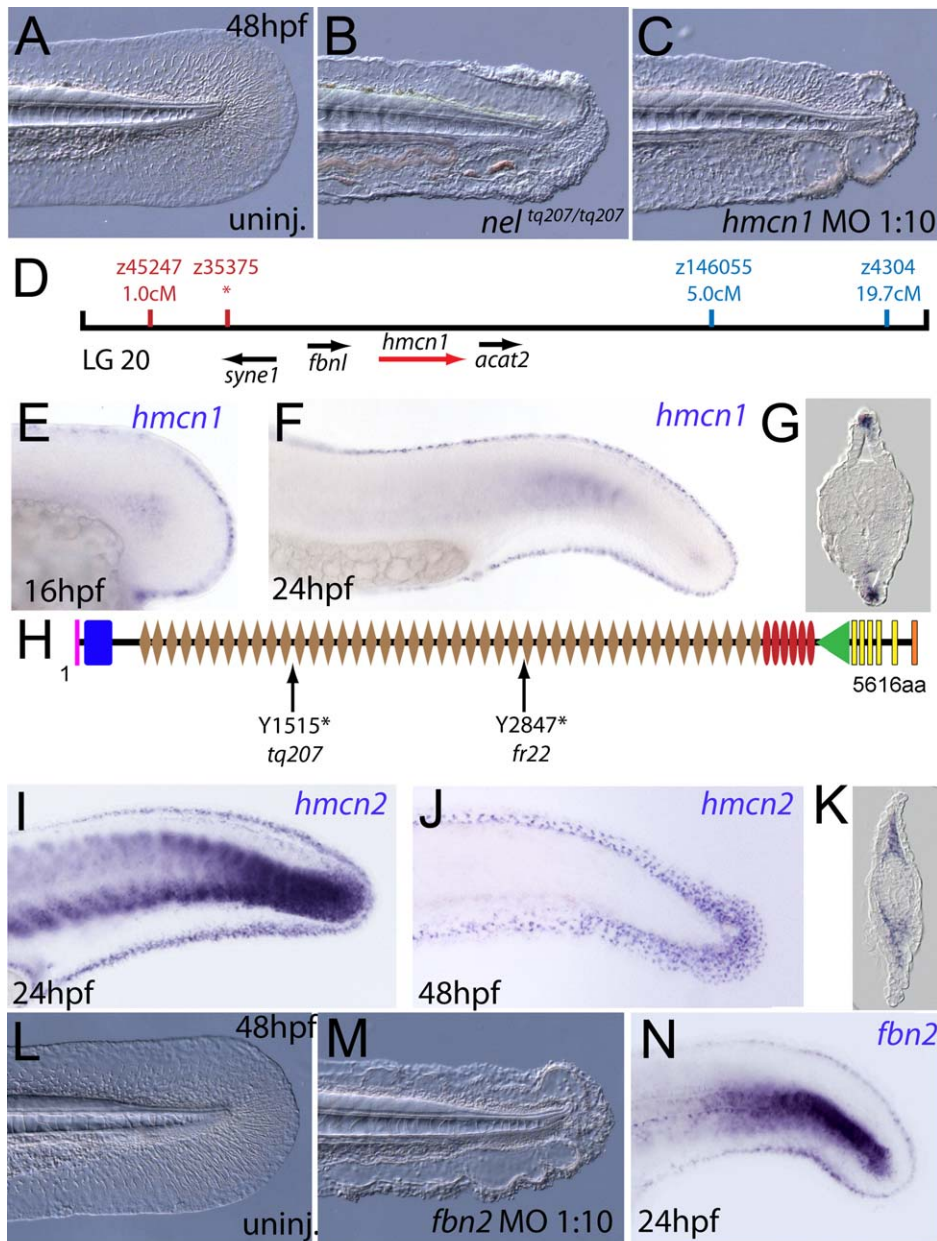 A
48hpf
uninj.
B
nel tq207/tq207
C
hmcn1 MO 1:10
D
z45247
1.0cM
z35375
*
z146055
5.0cM
z4304
19.7cM
LG 20
syne1
fbnl
hmcn1
acat2
E
hmcn1
16hpf
F
hmcn1
24hpf
G
H
1
5616aa
Y1515*
tq207
Y2847*
fr22
I
hmcn2
24hpf
J
hmcn2
48hpf
K
L
48hpf
uninj.
M
fbn2 MO 1:10
N
fbn2
24hpf